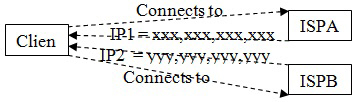 Connects to
ISPA
IP1 = xxx,xxx,xxx,xxx
Clien
IP2 = yyy,yyy,yyy,yyy
Connects to
ISPB